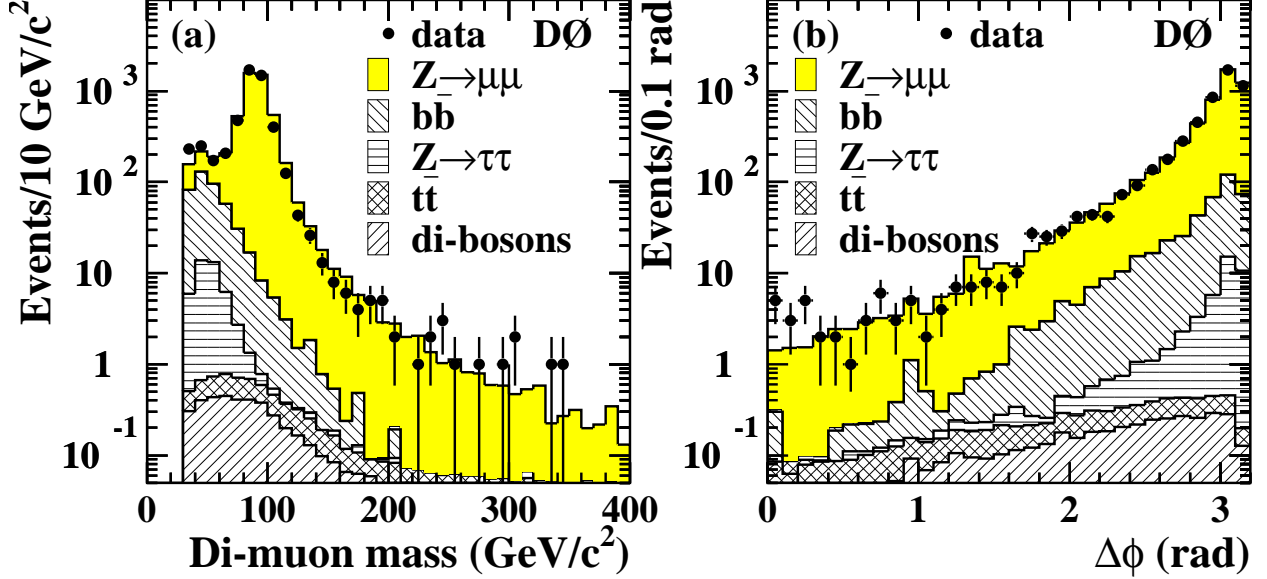 (a) data DØ
Z→μμ
bb̄
Z→ττ
tt̄
di-bosons
Events/10 GeV/c²
10³
10²
10
1
10⁻¹
0 100 200 300 400
Di-muon mass (GeV/c²)
(b) data DØ
Z→μμ
bb̄
Z→ττ
tt̄
di-bosons
Events/0.1 rad
10³
10²
10
1
10⁻¹
0 1 2 3
Δϕ (rad)